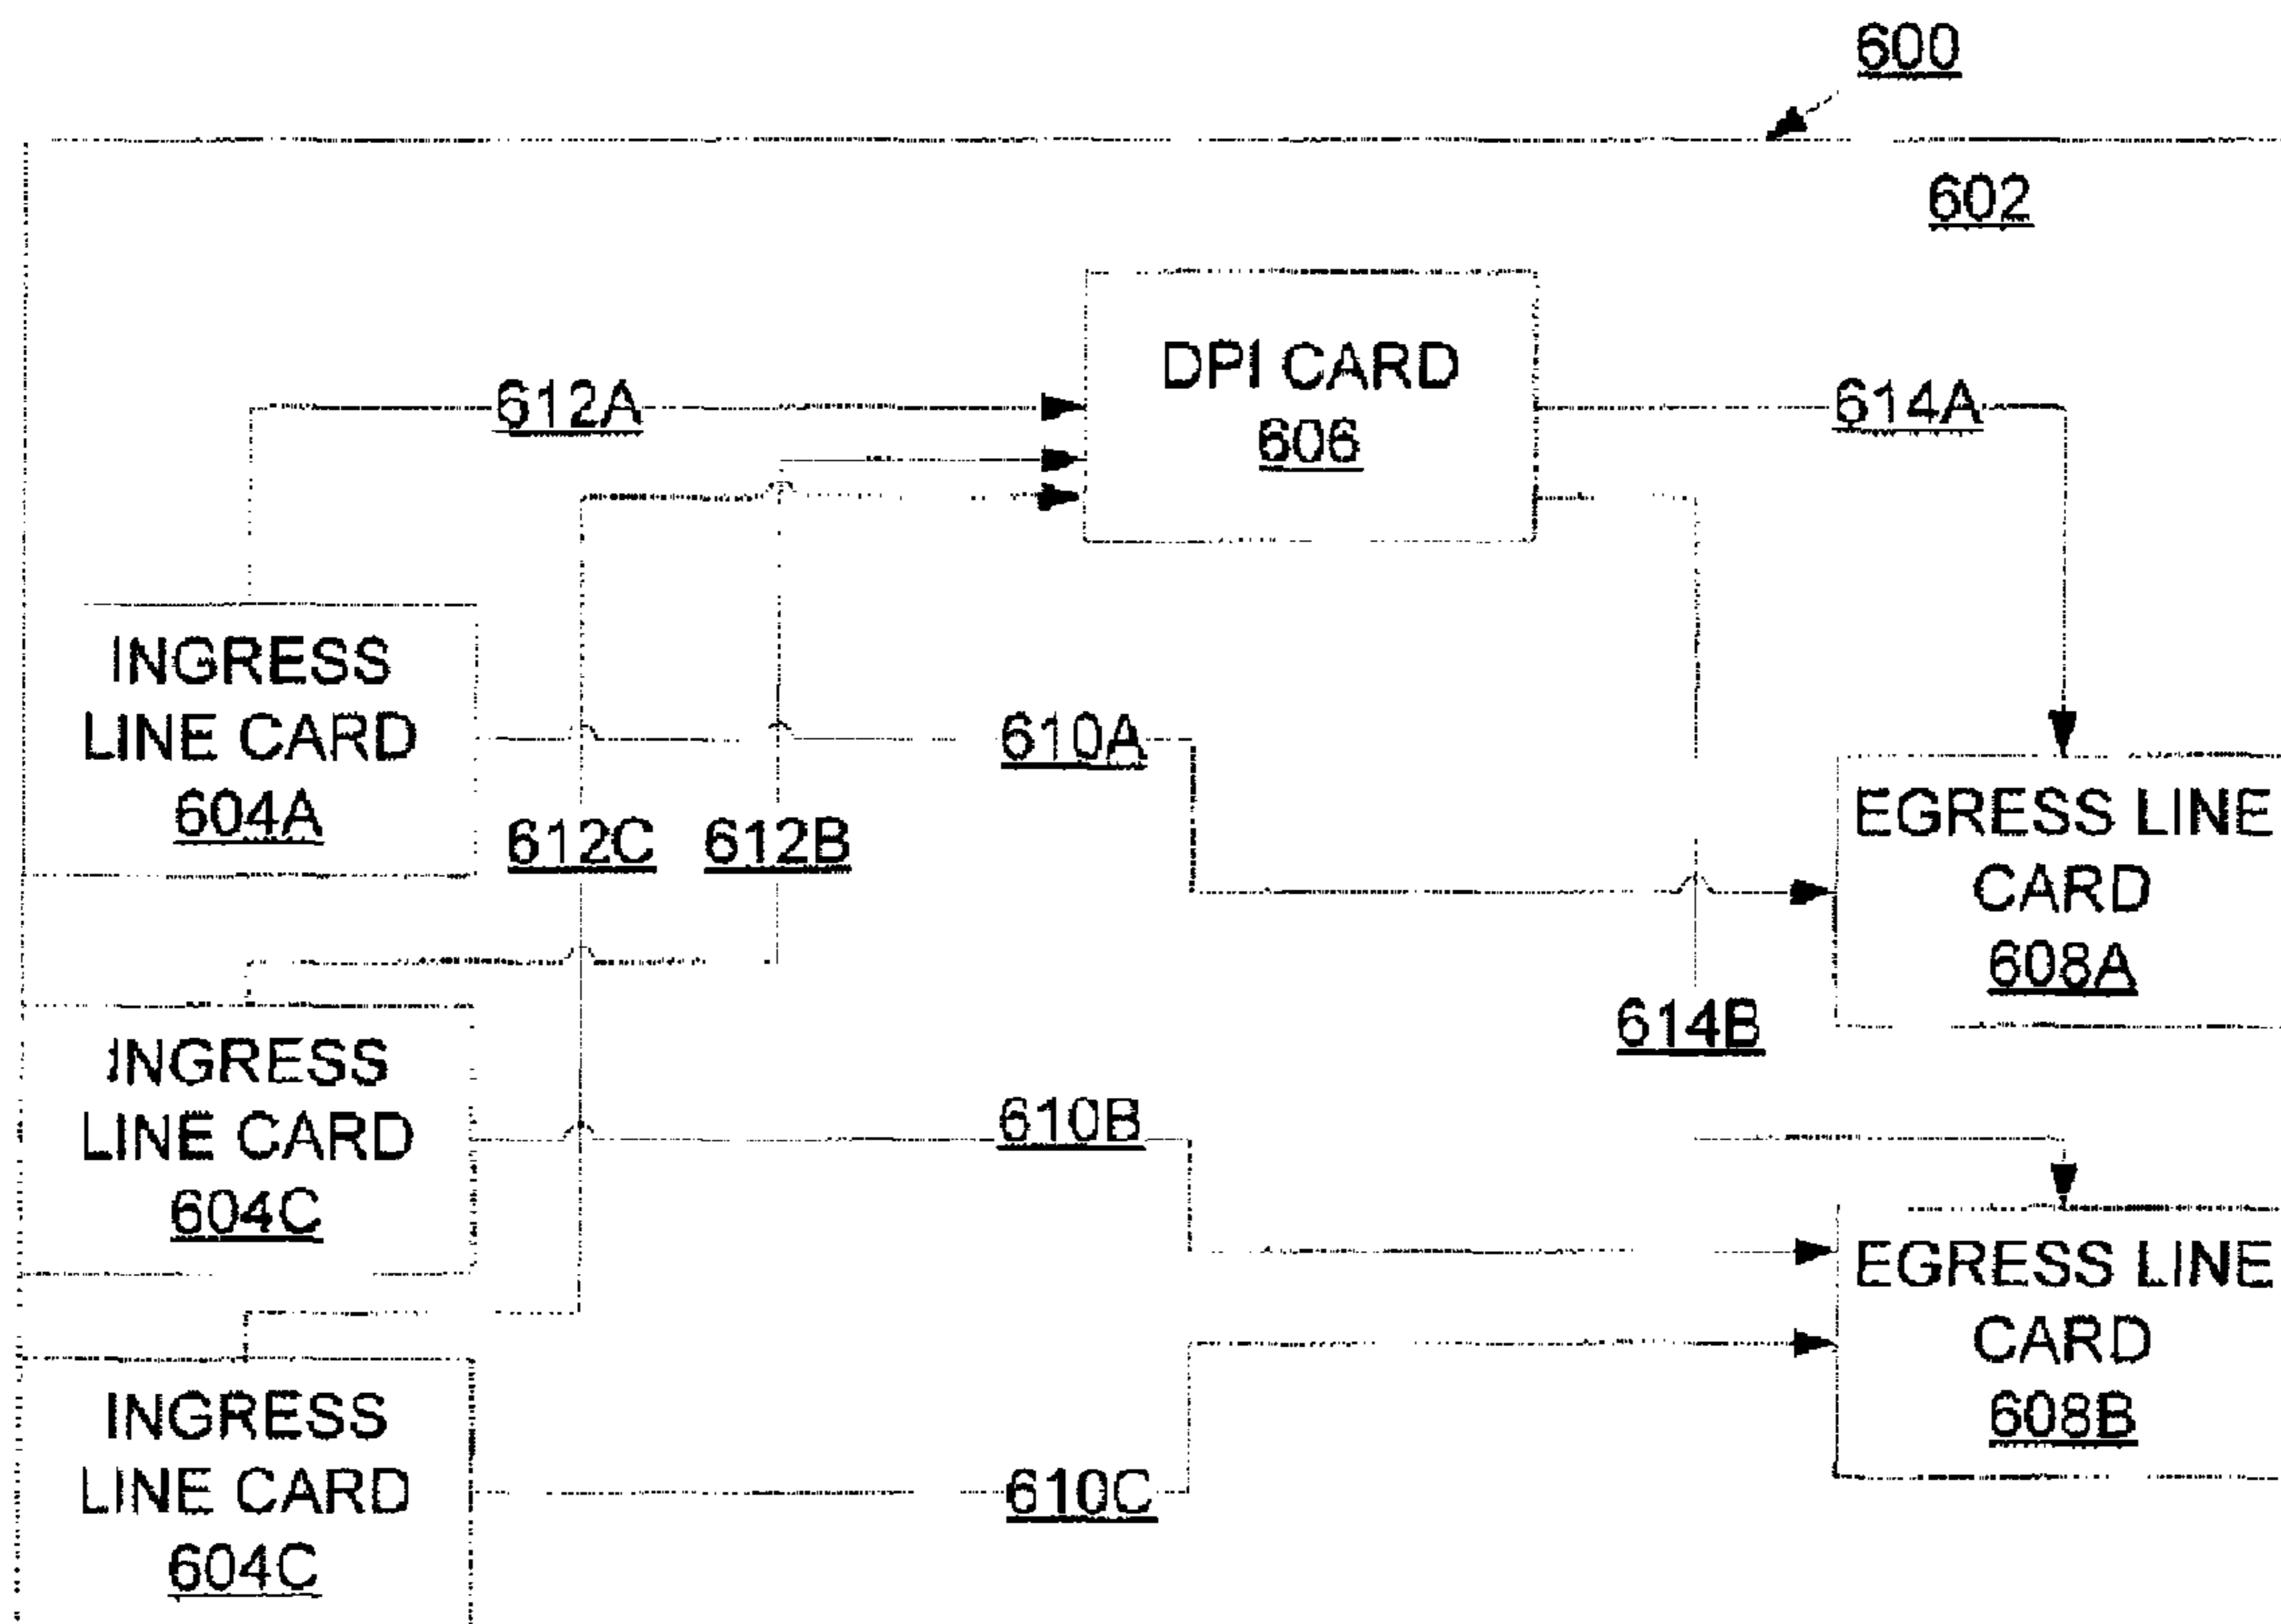 600
602
DPI CARD
606
612A
614A
INGRESS
LINE CARD
604A
610A
612C
612B
EGRESS LINE
CARD
608A
614B
INGRESS
LINE CARD
604C
610B
EGRESS LINE
CARD
608B
INGRESS
LINE CARD
604C
610C